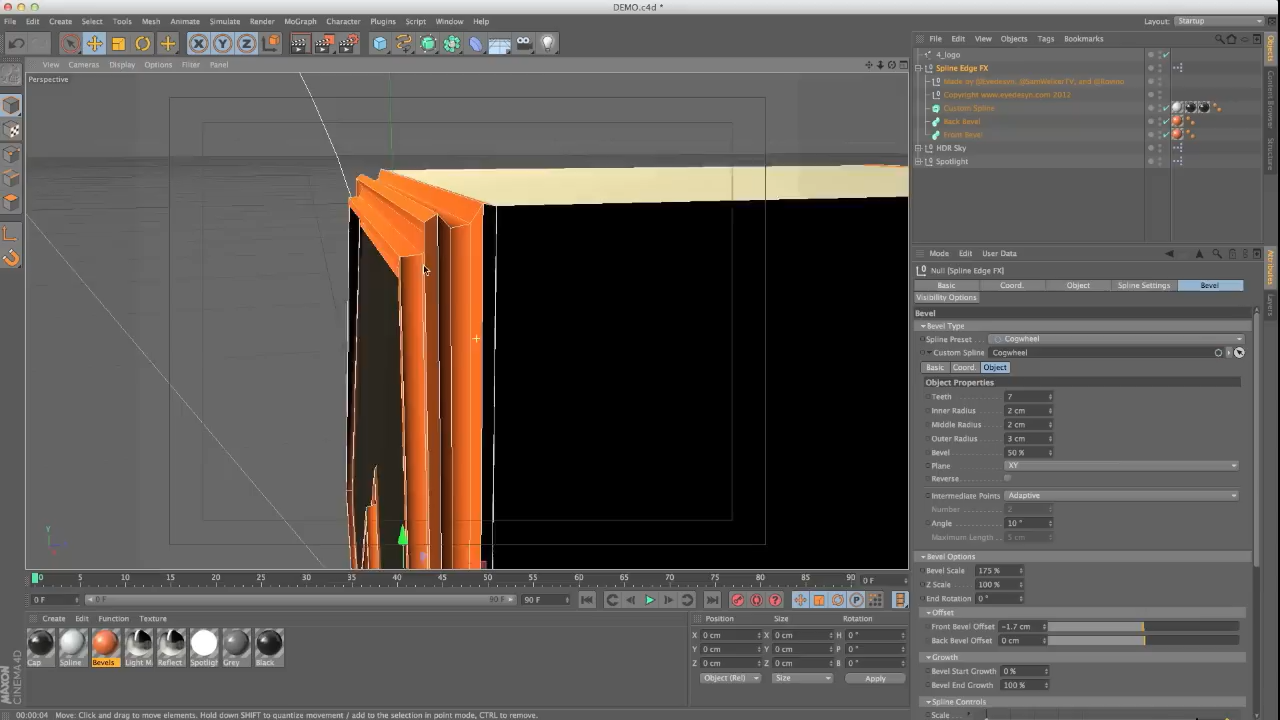 DEMO.c4d *
File Edit Create Select Tools Mesh Animate Simulate Render MoGraph Character Plugins Script Window Help
Layout: Startup
X Y Z
File Edit View Objects Tags Bookmarks
View Cameras Display Options Filter Panel
Perspective
4_logo
Spline Edge FX
Copyright www.eyedesyn.com 2012
Custom Spline
Back Bevel
Front Bevel
HDR Sky
Spotlight
Objects
Content Browser
Structure
Mode Edit User Data
Null [Spline Edge FX]
Basic Coord. Object Spline Settings Bevel
Visibility Options
Attributes
Layers
Bevel
Bevel Type
Spline Preset Cogwheel
Custom Spline Cogwheel
Basic Coord. Object
Object Properties
Teeth 7
Inner Radius 2 cm
Middle Radius 2 cm
Outer Radius 3 cm
Bevel 50 %
Plane XY
Reverse
Intermediate Points Adaptive
Number 2
Angle 10 °
Maximum Length 5 cm
Bevel Options
Bevel Scale 175 %
Z Scale 100 %
End Rotation 0 °
Offset
Front Bevel Offset -1.7 cm
Back Bevel Offset 0 cm
Growth
Bevel Start Growth 0 %
Bevel End Growth 100 %
Spline Controls
Scale
Y
0 5 10 15 20 25 30 35 40 45 50 55 60 65 70 75 80 85 90 0 F
0 F 0 F 90 F 90 F
Create Edit Function Texture
Cap Spline Bevels Light M Reflect Spotligh Grey Black
Position Size Rotation
X 0 cm X 0 cm H 0 °
Y 0 cm Y 0 cm P 0 °
Z 0 cm Z 0 cm B 0 °
Object (Rel) Size Apply
MAXON
CINEMA 4D
00:00:04 Move: Click and drag to move elements. Hold down SHIFT to quantize movement / add to the selection in point mode, CTRL to remove.